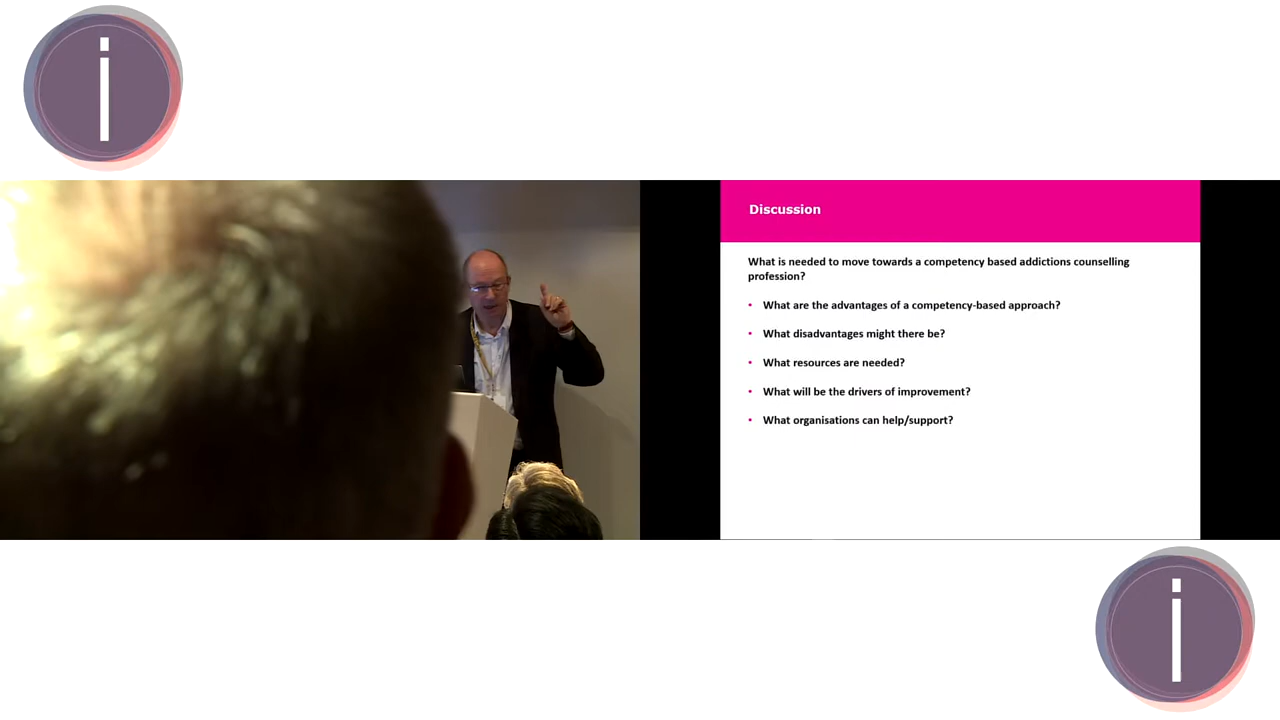 i
Discussion
What is needed to move towards a competency based addictions counselling
profession?
• What are the advantages of a competency-based approach?
• What disadvantages might there be?
• What resources are needed?
• What will be the drivers of improvement?
• What organisations can help/support?
i